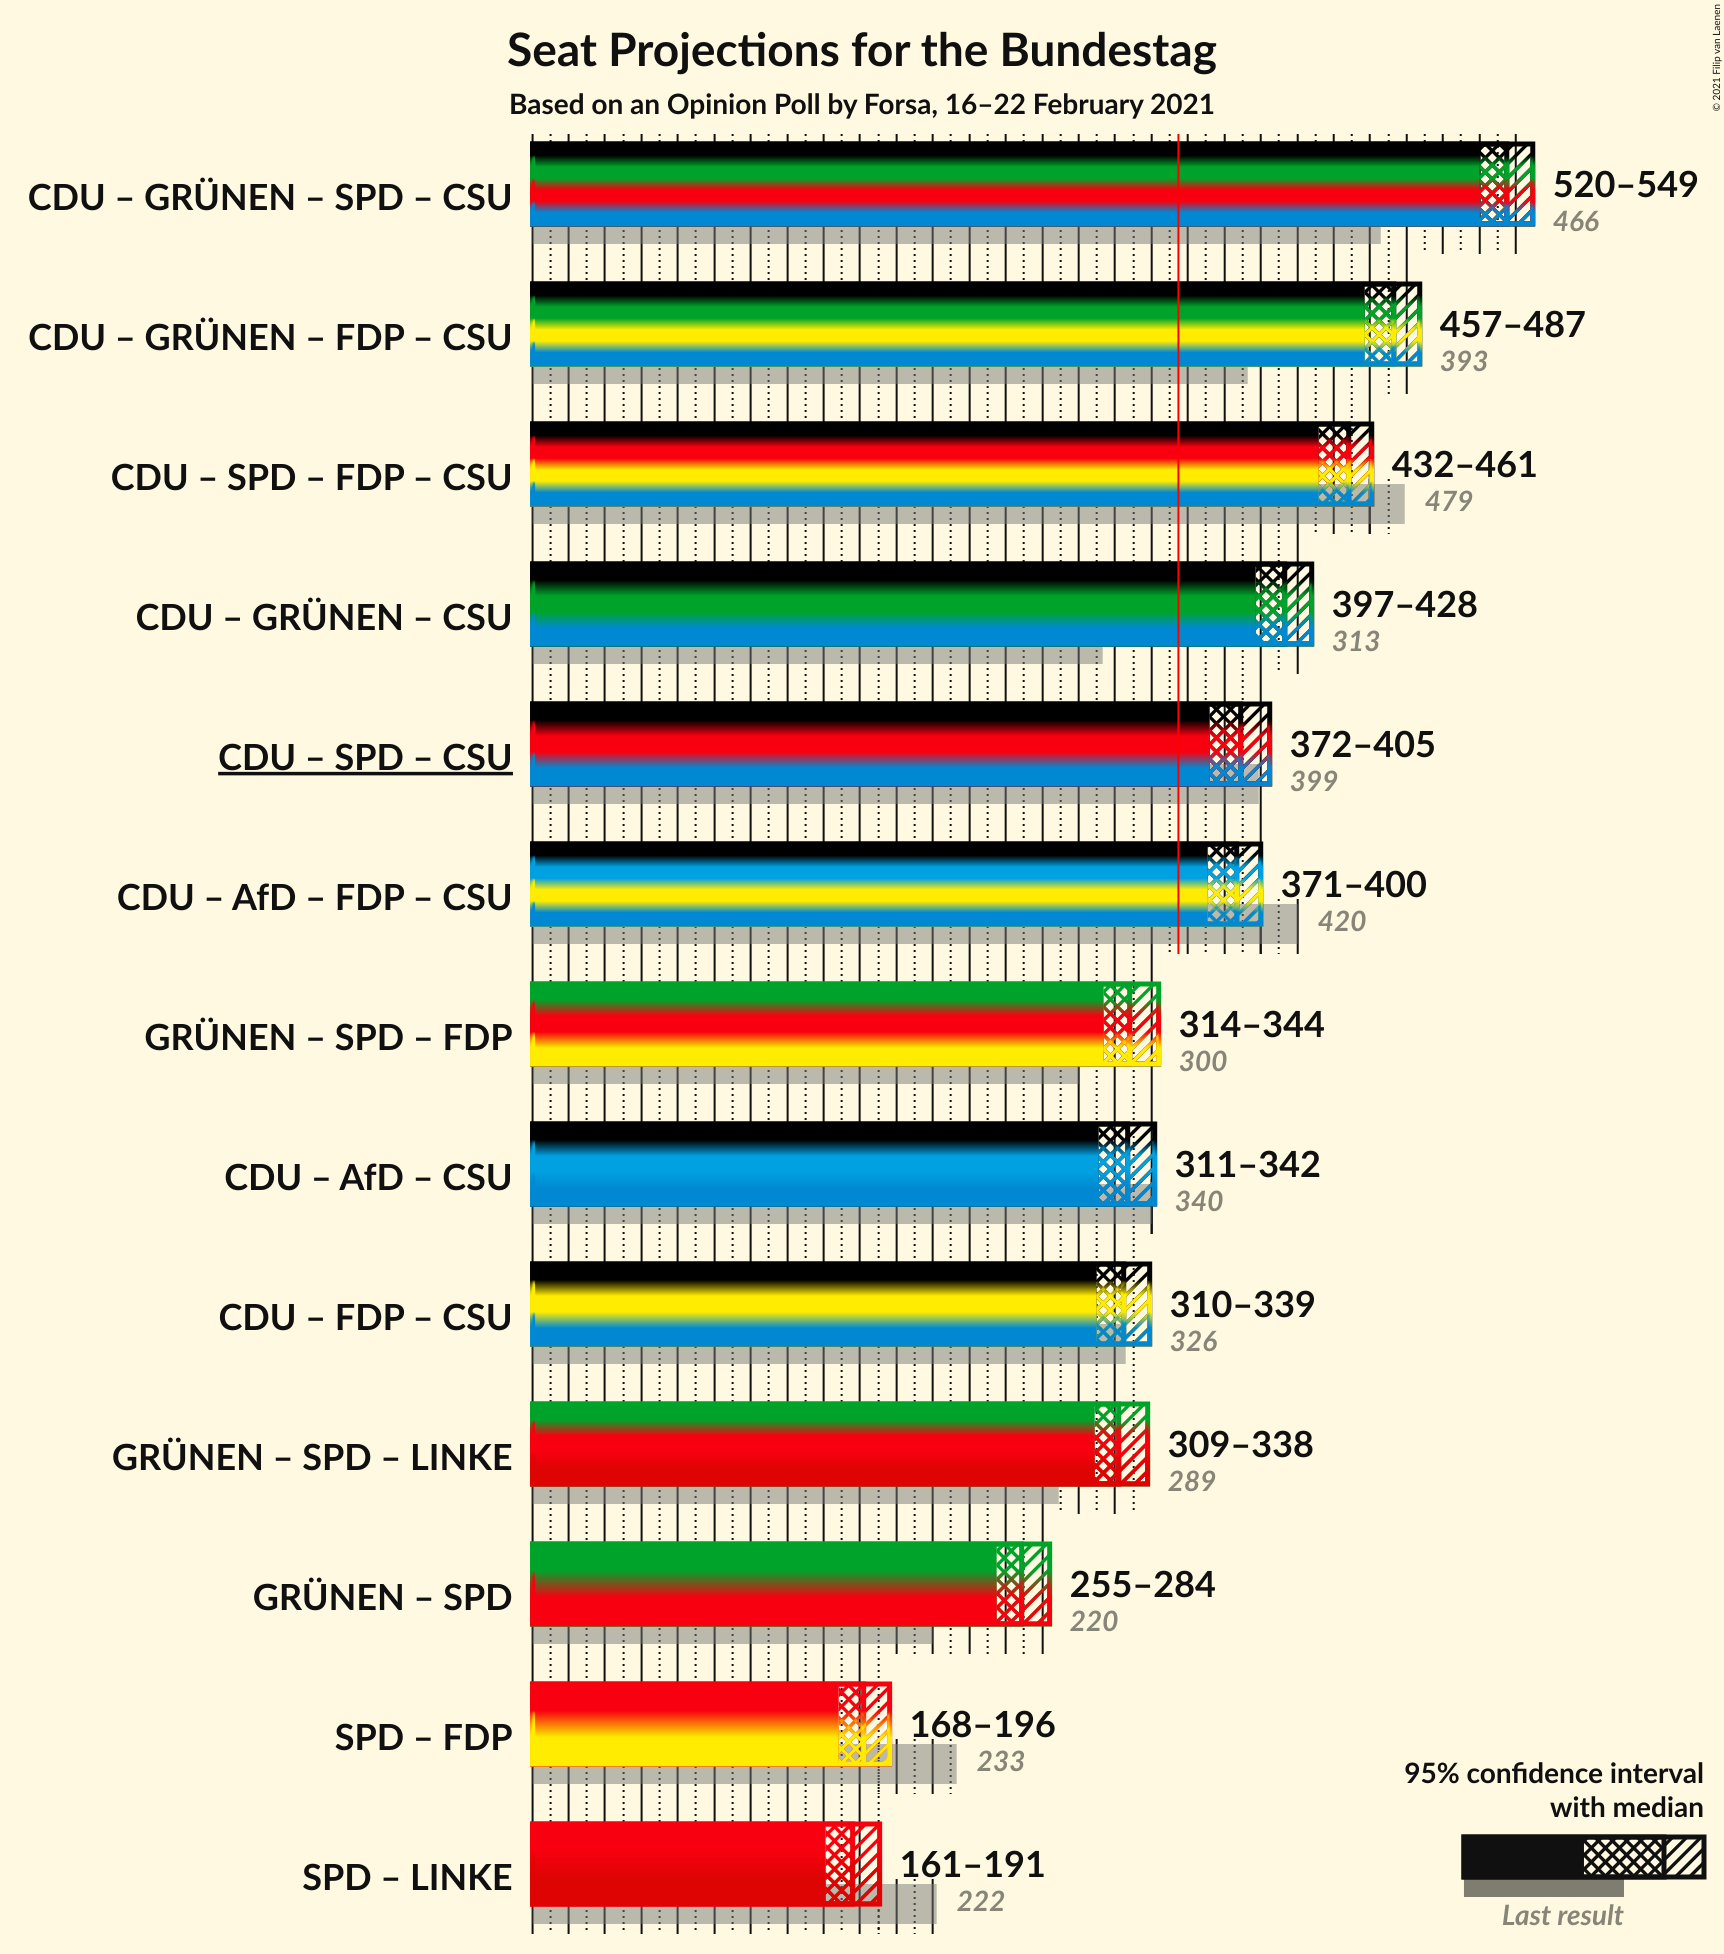 Seat Projections for the Bundestag
Based on an Opinion Poll by Forsa, 16–22 February 2021
© 2021 Filip van Laenen
CDU – GRÜNEN – SPD – CSU
520–549
466
CDU – GRÜNEN – FDP – CSU
457–487
393
CDU – SPD – FDP – CSU
432–461
479
CDU – GRÜNEN – CSU
397–428
313
CDU – SPD – CSU
372–405
399
CDU – AfD – FDP – CSU
371–400
420
GRÜNEN – SPD – FDP
314–344
300
CDU – AfD – CSU
311–342
340
CDU – FDP – CSU
310–339
326
GRÜNEN – SPD – LINKE
309–338
289
GRÜNEN – SPD
255–284
220
SPD – FDP
168–196
233
SPD – LINKE
161–191
222
95% confidence interval
with median
Last result